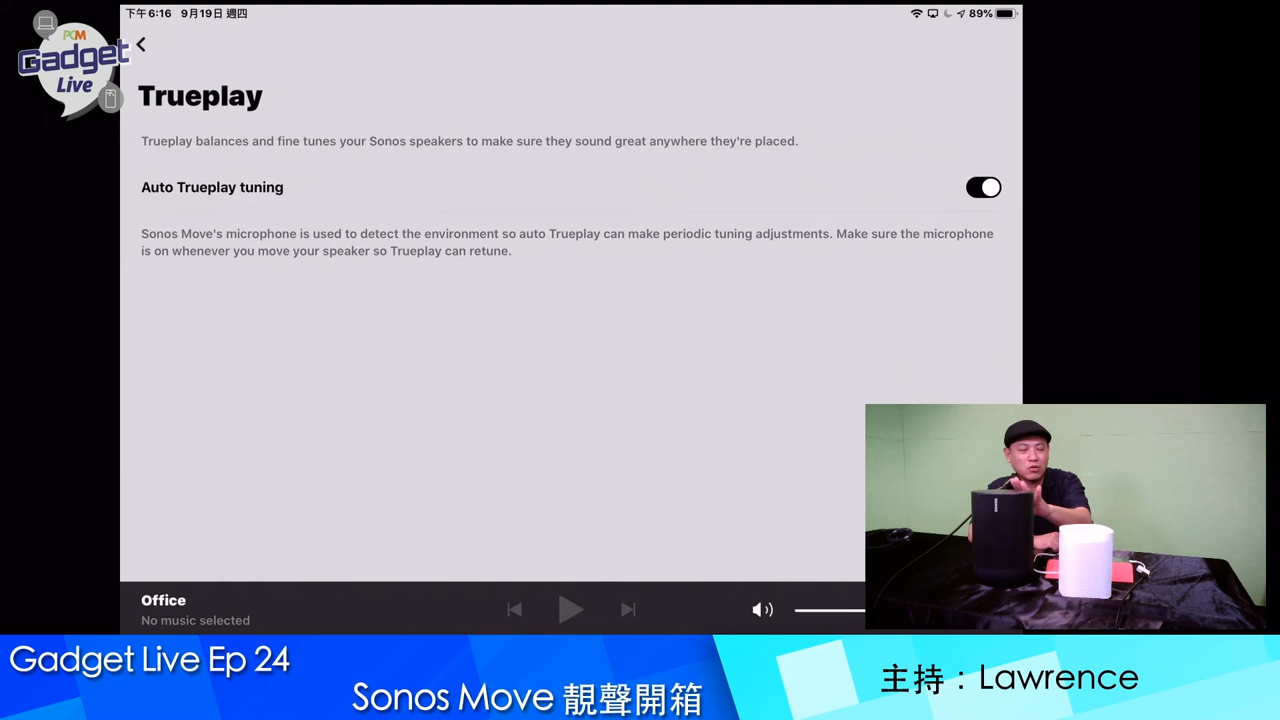 下午6:16 9月19日 週四
89%
PCM
Gadget
Live
Trueplay
Trueplay balances and fine tunes your Sonos speakers to make sure they sound great anywhere they're placed.
Auto Trueplay tuning
Sonos Move's microphone is used to detect the environment so auto Trueplay can make periodic tuning adjustments. Make sure the microphone
is on whenever you move your speaker so Trueplay can retune.
SONOS
Office
No music selected
Gadget Live Ep 24
Sonos Move 靚聲開箱
主持：Lawrence